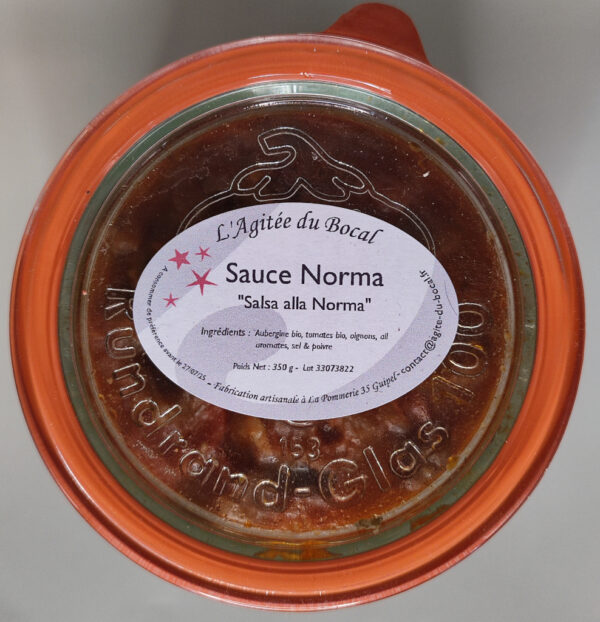 L'Agitée du Bocal
Sauce Norma
"Salsa alla Norma"
Ingrédients : Aubergine bio, tomates bio, oignons, ail
aromates, sel & poivre
Poids Net : 350 g - Lot 33073822
A consommer de préférence avant le 27/07/25
- Fabrication artisanale à La Pommerie 35 Guipel - contact@agite-du-bocal.fr
Rundrand-Glas 100
153